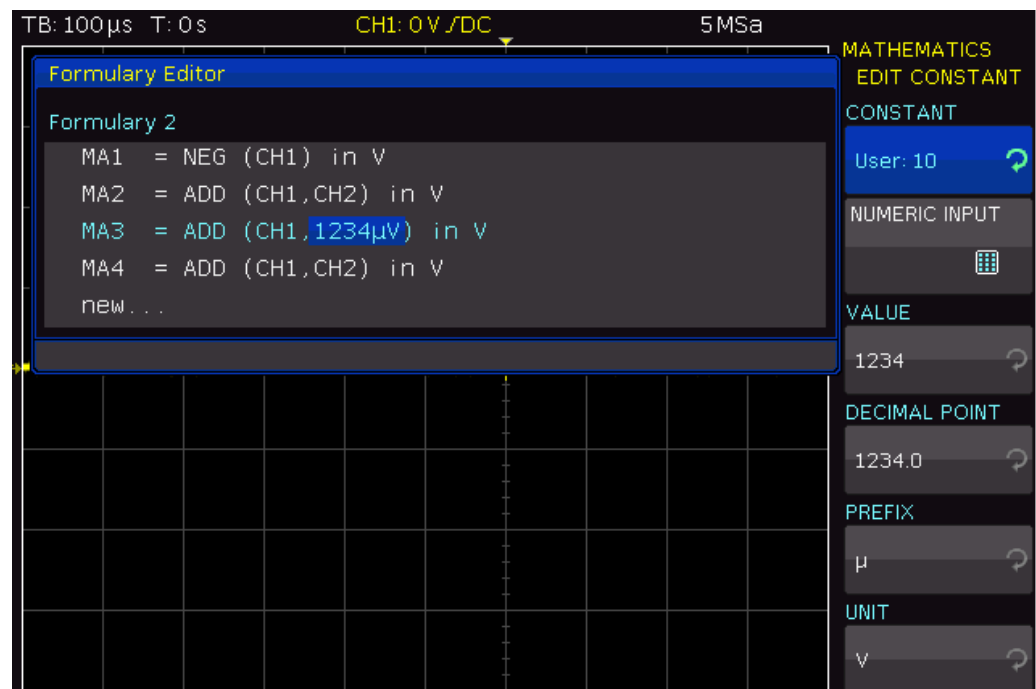 TB: 100µs T: 0s CH1: 0V / DC 5MSa
MATHEMATICS
EDIT CONSTANT
Formulary Editor
Formulary 2
MA1 = NEG (CH1) in V
MA2 = ADD (CH1,CH2) in V
MA3 = ADD (CH1,1234µV) in V
MA4 = ADD (CH1,CH2) in V
new...
CONSTANT
User: 10
NUMERIC INPUT
VALUE
1234
DECIMAL POINT
1234.0
PREFIX
µ
UNIT
V